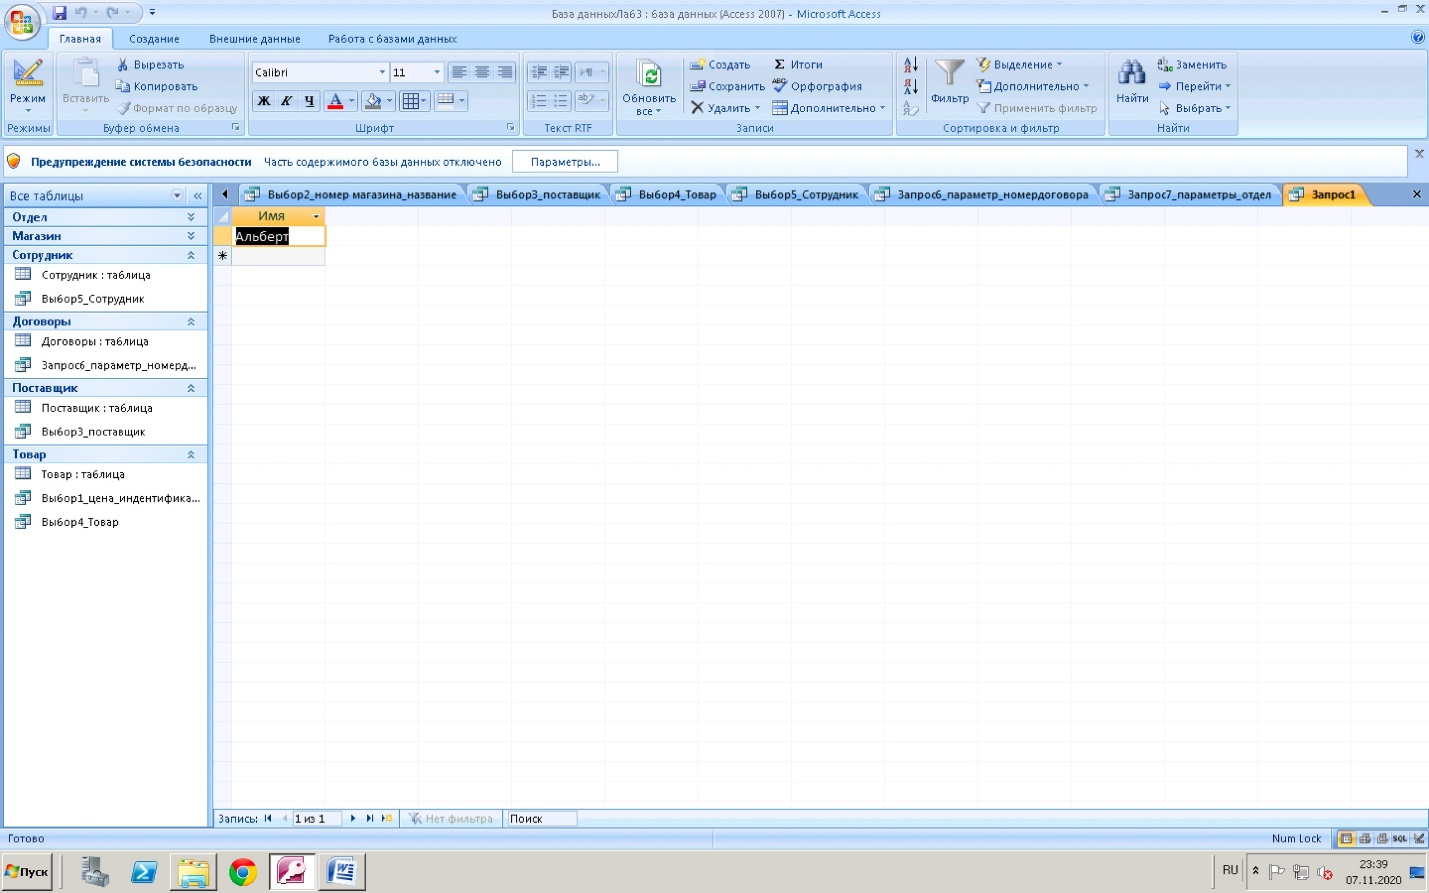 База данныхЛаб3 : база данных (Access 2007) - Microsoft Access
Главная Создание Внешние данные Работа с базами данных
Режим
Режимы
Вставить
Вырезать
Копировать
Формат по образцу
Буфер обмена
Calibri 11
Ж К Ч А
Шрифт
Текст RTF
Обновить
все
Создать
Сохранить
Удалить
Итоги
Орфография
Дополнительно
Записи
Фильтр
Выделение
Дополнительно
Применить фильтр
Сортировка и фильтр
Найти
Заменить
Перейти
Выбрать
Найти
Предупреждение системы безопасности Часть содержимого базы данных отключено Параметры...
Все таблицы
Отдел
Магазин
Сотрудник
Сотрудник : таблица
Выбор5_Сотрудник
Договоры
Договоры : таблица
Запрос6_параметр_номерд...
Поставщик
Поставщик : таблица
Выбор3_поставщик
Товар
Товар : таблица
Выбор1_цена_индентифика...
Выбор4_Товар
Выбор2_номер магазина_название Выбор3_поставщик Выбор4_Товар Выбор5_Сотрудник Запрос6_параметр_номердоговора Запрос7_параметры_отдел Запрос1
Имя
Альберт
Запись: 1 из 1 Нет фильтра Поиск
Готово Num Lock SQL
Пуск RU 23:39
07.11.2020